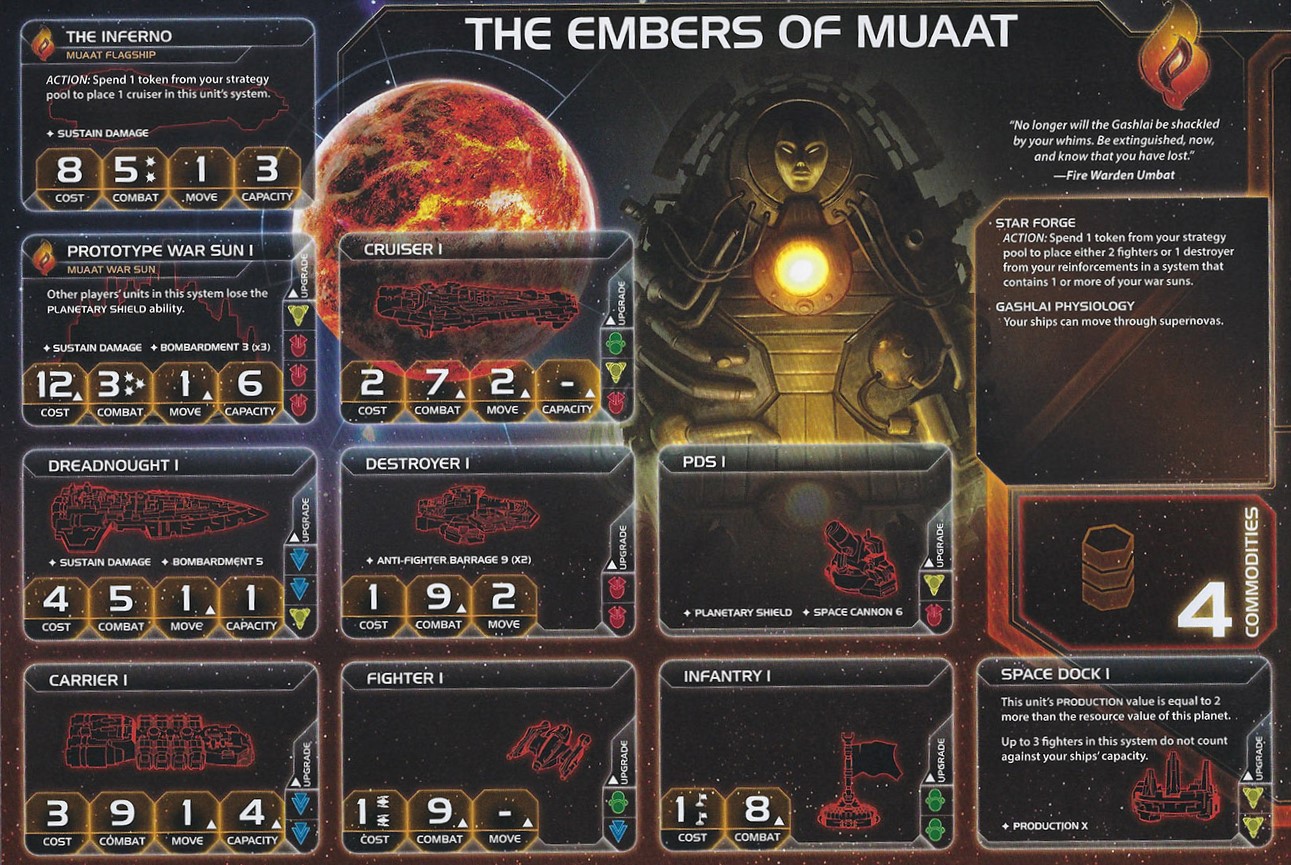 THE EMBERS OF MUAAT
THE INFERNO
MUAAT FLAGSHIP
ACTION: Spend 1 token from your strategy
pool to place 1 cruiser in this unit's system.
✦ SUSTAIN DAMAGE
8 5 1 3
COST COMBAT MOVE CAPACITY
"No longer will the Gashlai be shackled
by your whims. Be extinguished, now,
and know that you have lost."
—Fire Warden Umbat
STAR FORGE
ACTION: Spend 1 token from your strategy
pool to place either 2 fighters or 1 destroyer
from your reinforcements in a system that
contains 1 or more of your war suns.
GASHLAI PHYSIOLOGY
Your ships can move through supernovas.
PROTOTYPE WAR SUN I
MUAAT WAR SUN
Other players' units in this system lose the
PLANETARY SHIELD ability.
✦ SUSTAIN DAMAGE ✦ BOMBARDMENT 3 (x3)
12 3 1 6
COST COMBAT MOVE CAPACITY
UPGRADE
CRUISER I
2 7 2 -
COST COMBAT MOVE CAPACITY
UPGRADE
DREADNOUGHT I
✦ SUSTAIN DAMAGE ✦ BOMBARDMENT 5
4 5 1 1
COST COMBAT MOVE CAPACITY
UPGRADE
DESTROYER I
✦ ANTI-FIGHTER BARRAGE 9 (X2)
1 9 2
COST COMBAT MOVE
UPGRADE
PDS I
✦ PLANETARY SHIELD ✦ SPACE CANNON 6
UPGRADE
4
COMMODITIES
CARRIER I
3 9 1 4
COST COMBAT MOVE CAPACITY
UPGRADE
FIGHTER I
1 9 -
COST COMBAT MOVE
UPGRADE
INFANTRY I
1 8
COST COMBAT
UPGRADE
SPACE DOCK I
This unit's PRODUCTION value is equal to 2
more than the resource value of this planet.
Up to 3 fighters in this system do not count
against your ships' capacity.
✦ PRODUCTION X
UPGRADE